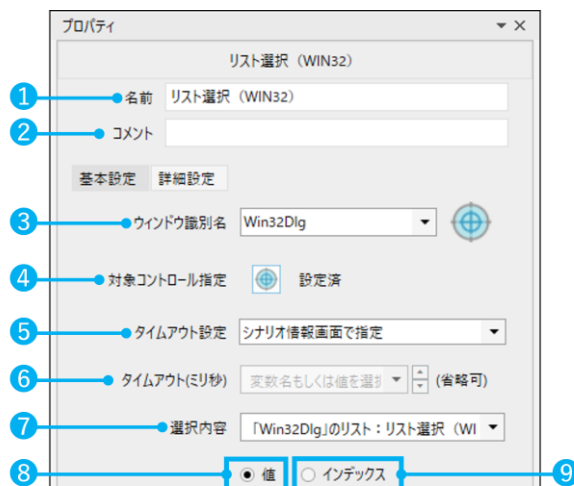 プロパティ
リスト選択（WIN32）
1 名前 リスト選択（WIN32）
2 コメント
基本設定 詳細設定
3 ウィンドウ識別名 Win32Dlg
4 対象コントロール指定 設定済
5 タイムアウト設定 シナリオ情報画面で指定
6 タイムアウト(ミリ秒) 変数名もしくは値を選 (省略可)
7 選択内容 「Win32Dlg」のリスト：リスト選択（WI
8 値 インデックス 9